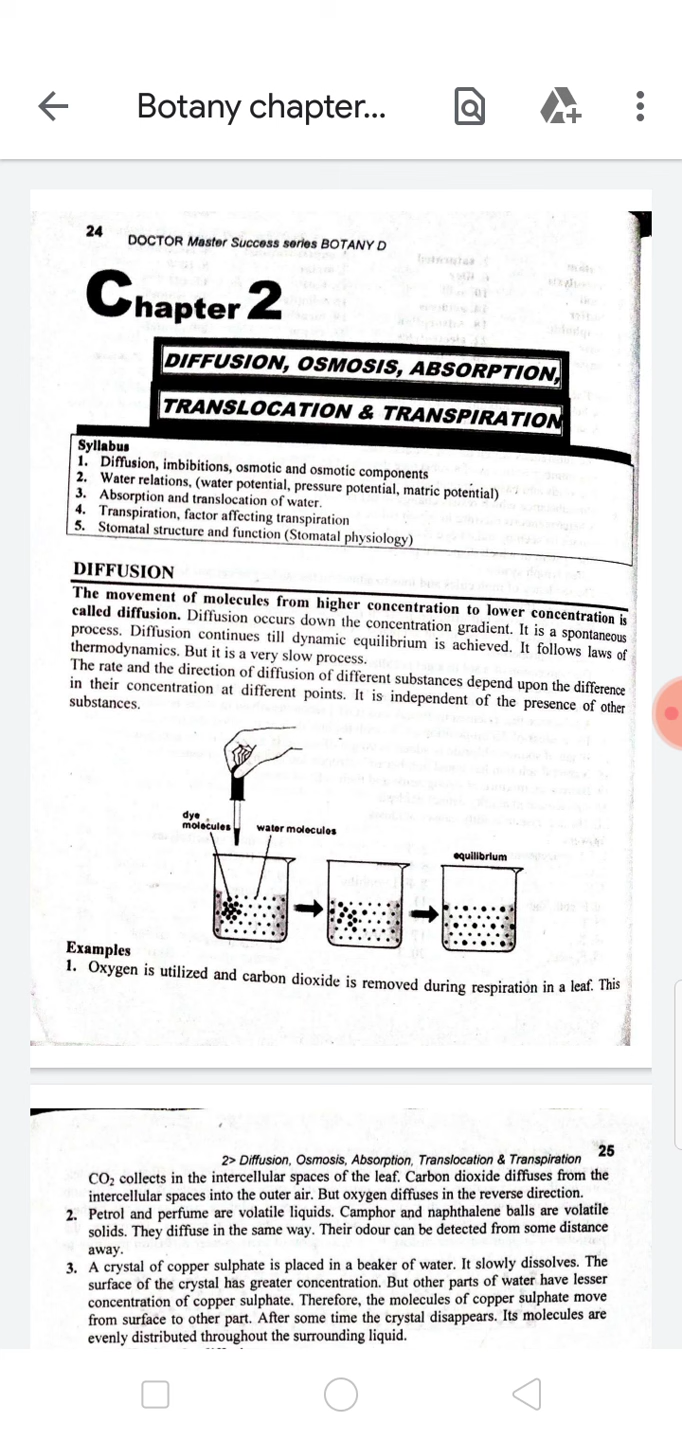 Botany chapter...
24
DOCTOR Master Success series BOTANY D
Chapter 2
DIFFUSION, OSMOSIS, ABSORPTION,
TRANSLOCATION & TRANSPIRATION
Syllabus
1. Diffusion, imbibitions, osmotic and osmotic components
2. Water relations, (water potential, pressure potential, matric potential)
3. Absorption and translocation of water.
4. Transpiration, factor affecting transpiration
5. Stomatal structure and function (Stomatal physiology)
DIFFUSION
The movement of molecules from higher concentration to lower concentration is
called diffusion. Diffusion occurs down the concentration gradient. It is a spontaneous
process. Diffusion continues till dynamic equilibrium is achieved. It follows laws of
thermodynamics. But it is a very slow process.
The rate and the direction of diffusion of different substances depend upon the difference
in their concentration at different points. It is independent of the presence of other
substances.
dye
molecules
water molecules
equilibrium
Examples
1. Oxygen is utilized and carbon dioxide is removed during respiration in a leaf. This
2> Diffusion, Osmosis, Absorption, Translocation & Transpiration 25
CO₂ collects in the intercellular spaces of the leaf. Carbon dioxide diffuses from the
intercellular spaces into the outer air. But oxygen diffuses in the reverse direction.
2. Petrol and perfume are volatile liquids. Camphor and naphthalene balls are volatile
solids. They diffuse in the same way. Their odour can be detected from some distance
away.
3. A crystal of copper sulphate is placed in a beaker of water. It slowly dissolves. The
surface of the crystal has greater concentration. But other parts of water have lesser
concentration of copper sulphate. Therefore, the molecules of copper sulphate move
from surface to other part. After some time the crystal disappears. Its molecules are
evenly distributed throughout the surrounding liquid.